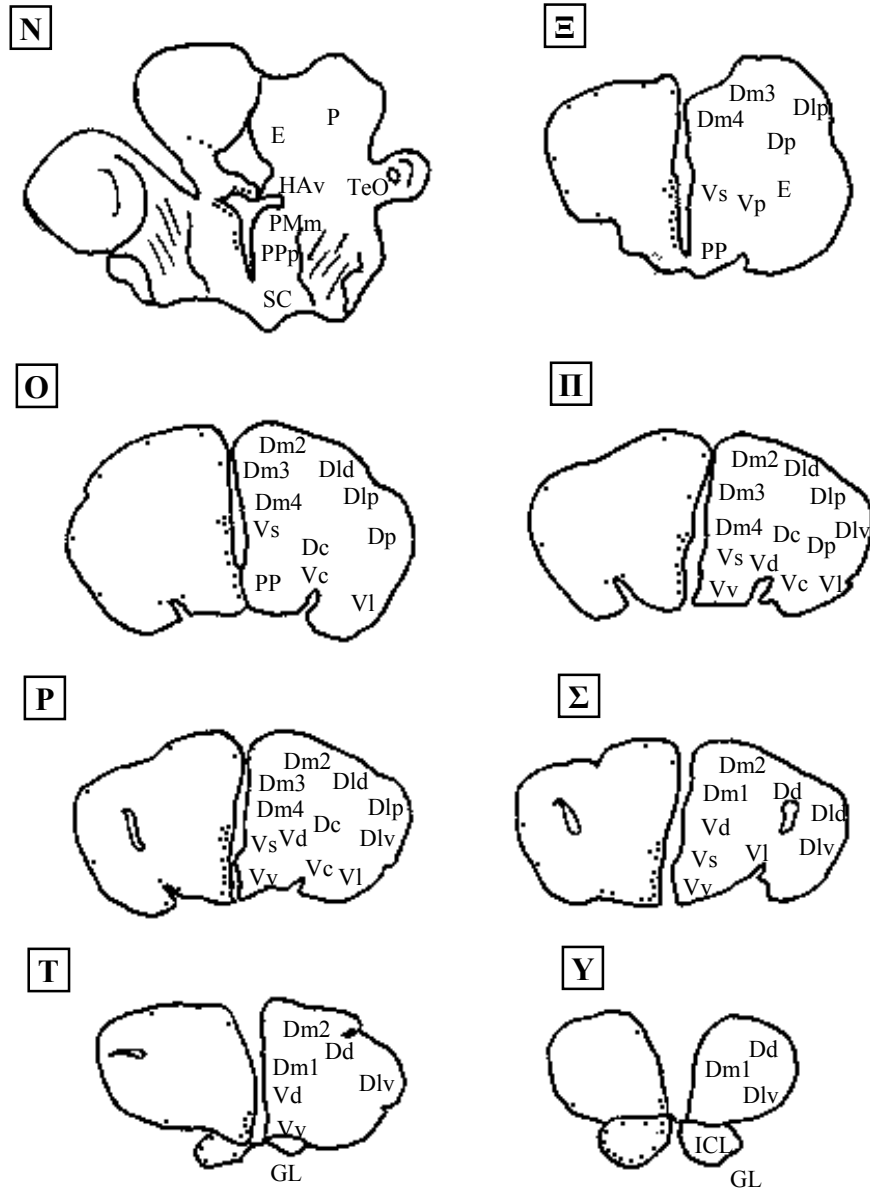 Ν
E P
HAv TeO
PMm
PPp
SC
Ξ
Dm3 Dlp
Dm4
Dp
Vs Vp E
PP
Ο
Dm2
Dm3 Dld
Dlp
Dm4
Vs Dp
Dc
PP Vc
Vl
Π
Dm2 Dld
Dm3 Dlp
Dm4 Dc Dlv
Dp
Vs Vd
Vv Vc Vl
Ρ
Dm2
Dm3 Dld
Dm4 Dlp
Dc
Vs Vd Dlv
Vv Vc Vl
Σ
Dm2
Dm1 Dd
Dld
Vd
Vs Vl Dlv
Vv
Τ
Dm2
Dd
Dm1
Vd Dlv
Vv
GL
Υ
Dd
Dm1
Dlv
ICL
GL